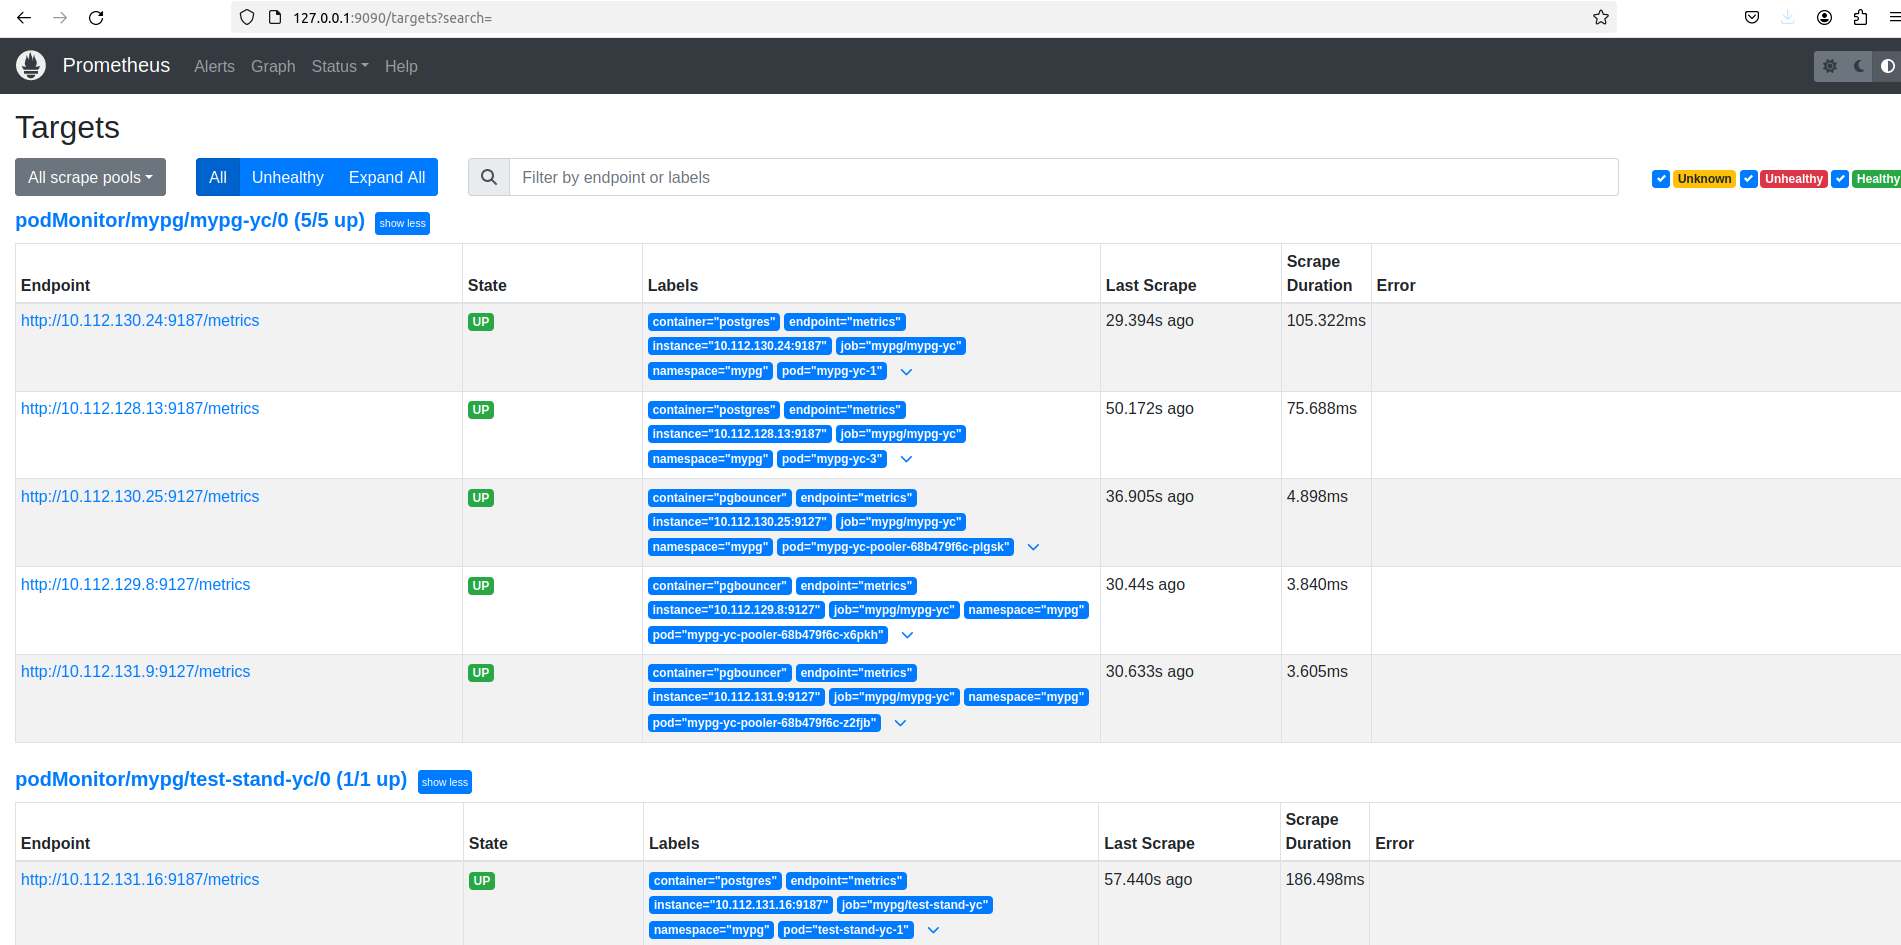 127.0.0.1:9090/targets?search=
Prometheus Alerts Graph Status Help
Targets
All scrape pools All Unhealthy Expand All Filter by endpoint or labels Unknown Unhealthy Healthy
podMonitor/mypg/mypg-yc/0 (5/5 up) show less
Endpoint State Labels Last Scrape Scrape Duration Error
http://10.112.130.24:9187/metrics UP container="postgres" endpoint="metrics" 29.394s ago 105.322ms
instance="10.112.130.24:9187" job="mypg/mypg-yc"
namespace="mypg" pod="mypg-yc-1"
http://10.112.128.13:9187/metrics UP container="postgres" endpoint="metrics" 50.172s ago 75.688ms
instance="10.112.128.13:9187" job="mypg/mypg-yc"
namespace="mypg" pod="mypg-yc-3"
http://10.112.130.25:9127/metrics UP container="pgbouncer" endpoint="metrics" 36.905s ago 4.898ms
instance="10.112.130.25:9127" job="mypg/mypg-yc"
namespace="mypg" pod="mypg-yc-pooler-68b479f6c-plgsk"
http://10.112.129.8:9127/metrics UP container="pgbouncer" endpoint="metrics" 30.44s ago 3.840ms
instance="10.112.129.8:9127" job="mypg/mypg-yc" namespace="mypg"
pod="mypg-yc-pooler-68b479f6c-x6pkh"
http://10.112.131.9:9127/metrics UP container="pgbouncer" endpoint="metrics" 30.633s ago 3.605ms
instance="10.112.131.9:9127" job="mypg/mypg-yc" namespace="mypg"
pod="mypg-yc-pooler-68b479f6c-z2fjb"
podMonitor/mypg/test-stand-yc/0 (1/1 up) show less
Endpoint State Labels Last Scrape Scrape Duration Error
http://10.112.131.16:9187/metrics UP container="postgres" endpoint="metrics" 57.440s ago 186.498ms
instance="10.112.131.16:9187" job="mypg/test-stand-yc"
namespace="mypg" pod="test-stand-yc-1"